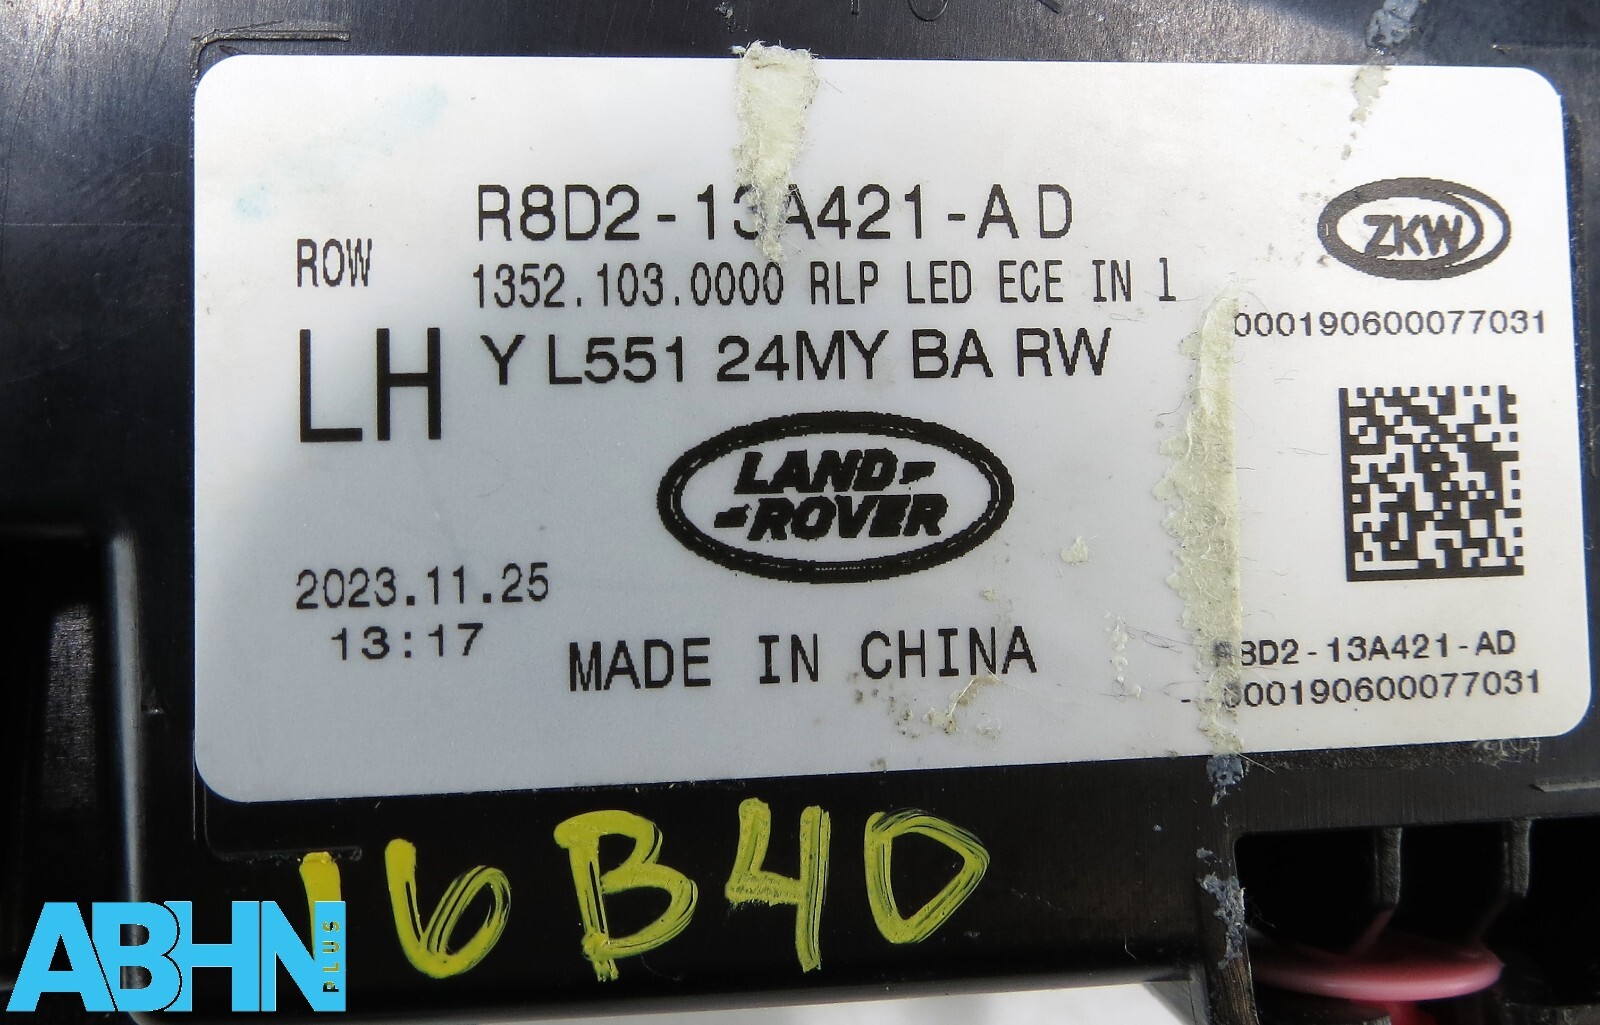 R8D2-13A421-AD
ROW
1352.103.0000 RLP LED ECE IN 1
LH
Y L551 24MY BA RW
ZKW
000190600077031
LAND-
-ROVER
2023.11.25
13:17
MADE IN CHINA
R8D2-13A421-AD
000190600077031
16B40
ABHN
PLUS